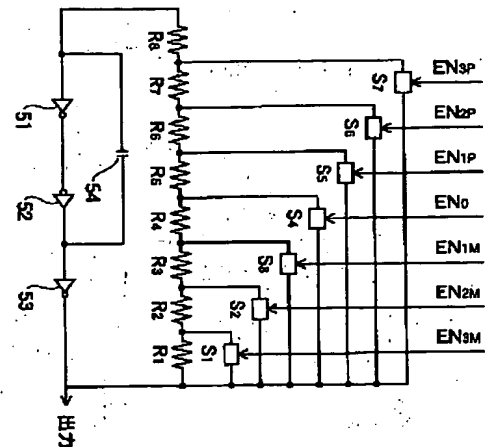 EN3P
EN2P
EN1P
EN0
EN1M
EN2M
EN3M
S7
S6
S5
S4
S3
S2
S1
R8
R7
R6
R5
R4
R3
R2
R1
54
51
52
53
出力